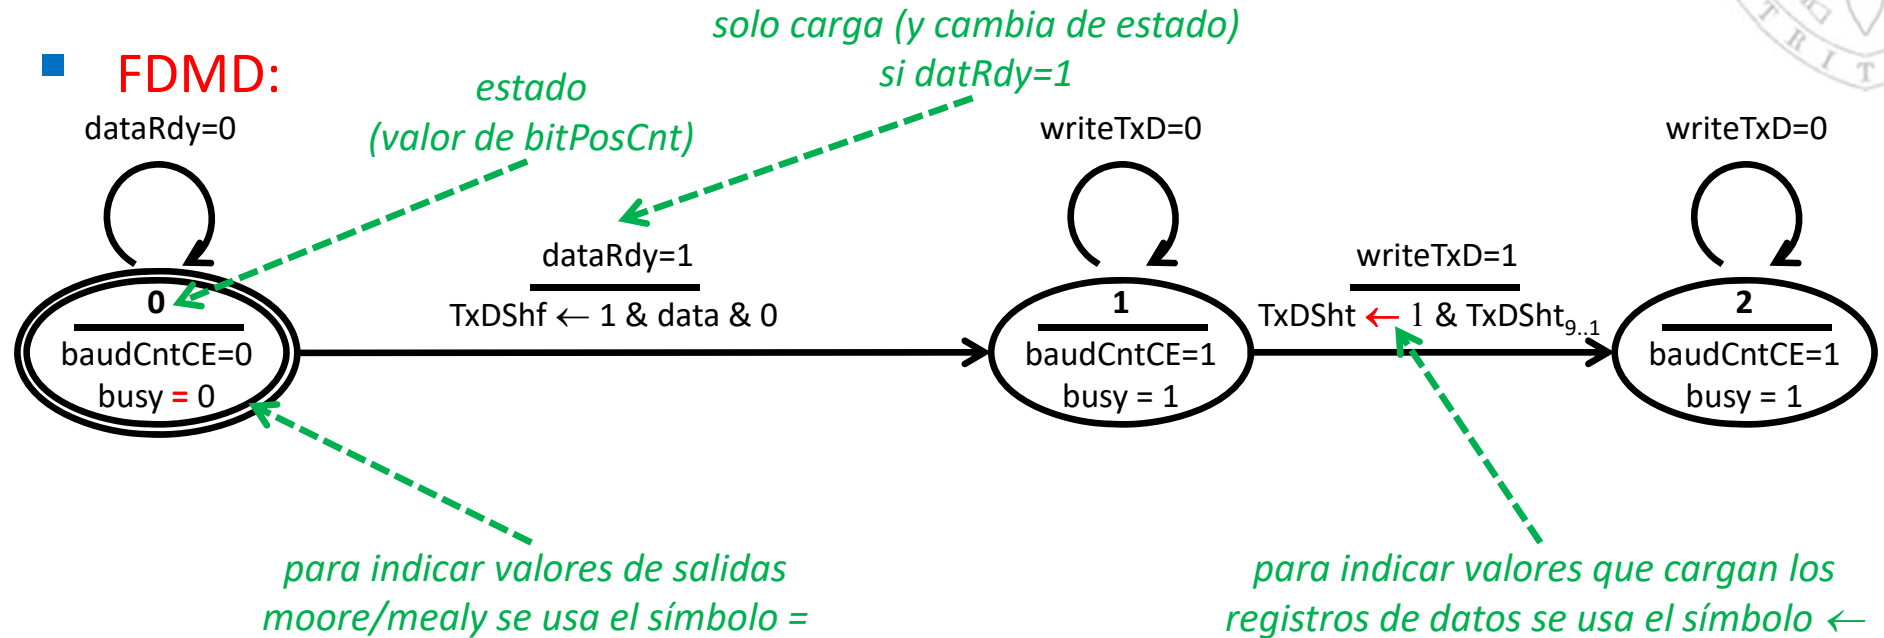 solo carga (y cambia de estado)
si datRdy=1
▪ FDMD:
estado
(valor de bitPosCnt)
dataRdy=0
writeTxD=0
writeTxD=0
dataRdy=1
TxDShf ← 1 & data & 0
writeTxD=1
TxDSht ← 1 & TxDSht9..1
0
baudCntCE=0
busy = 0
1
baudCntCE=1
busy = 1
2
baudCntCE=1
busy = 1
para indicar valores de salidas
moore/mealy se usa el símbolo =
para indicar valores que cargan los
registros de datos se usa el símbolo ←
R I T